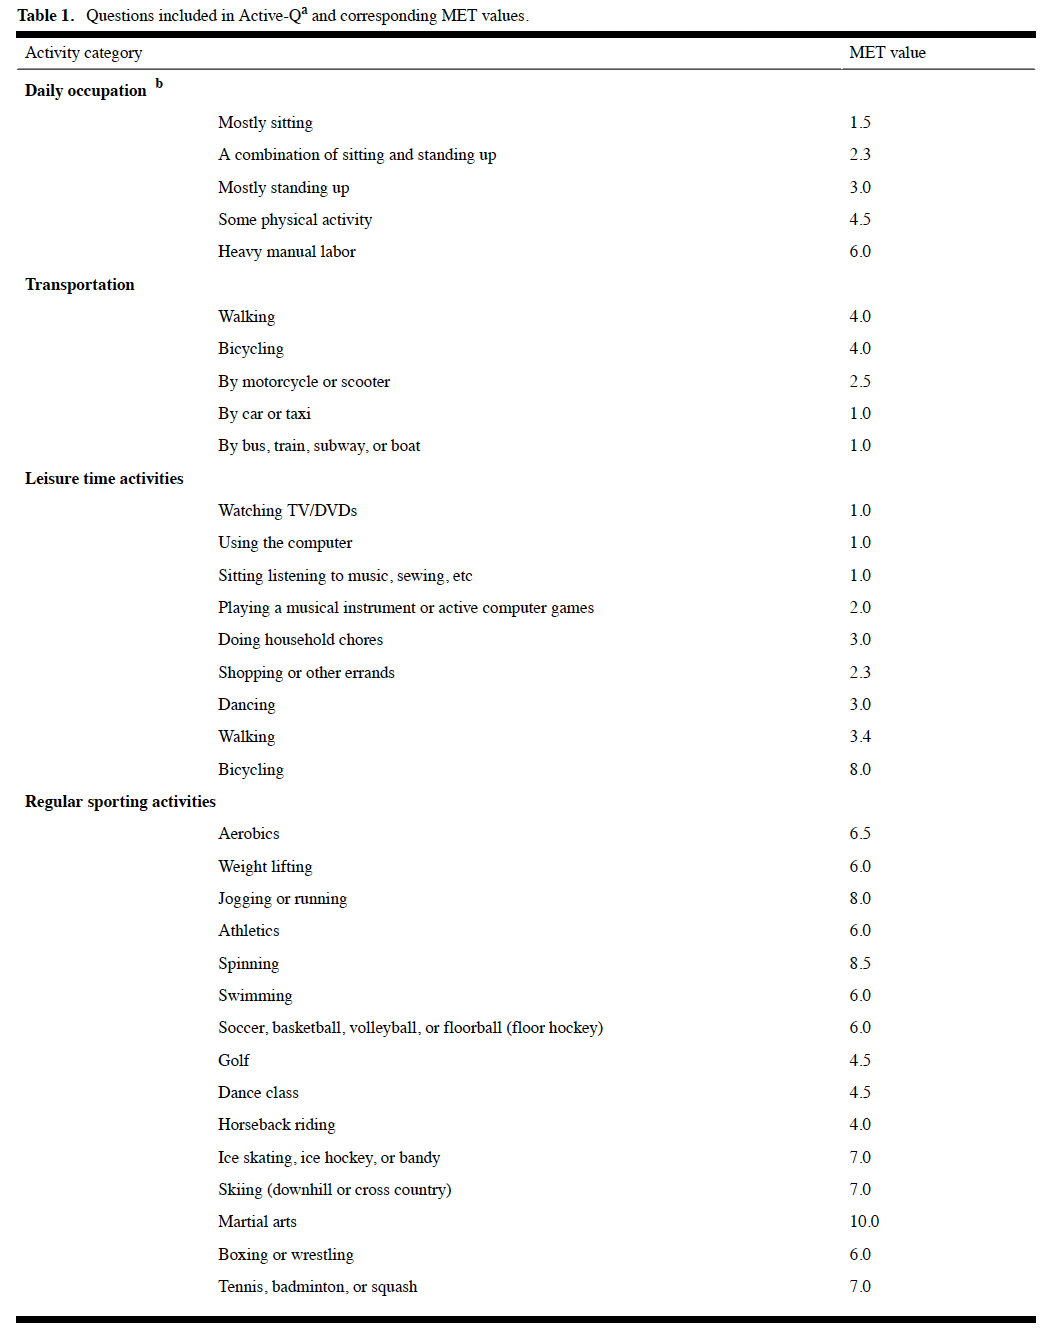 Table 1. Questions included in Active-Qa and corresponding MET values.
Activity category MET value
Daily occupation b
Mostly sitting 1.5
A combination of sitting and standing up 2.3
Mostly standing up 3.0
Some physical activity 4.5
Heavy manual labor 6.0
Transportation
Walking 4.0
Bicycling 4.0
By motorcycle or scooter 2.5
By car or taxi 1.0
By bus, train, subway, or boat 1.0
Leisure time activities
Watching TV/DVDs 1.0
Using the computer 1.0
Sitting listening to music, sewing, etc 1.0
Playing a musical instrument or active computer games 2.0
Doing household chores 3.0
Shopping or other errands 2.3
Dancing 3.0
Walking 3.4
Bicycling 8.0
Regular sporting activities
Aerobics 6.5
Weight lifting 6.0
Jogging or running 8.0
Athletics 6.0
Spinning 8.5
Swimming 6.0
Soccer, basketball, volleyball, or floorball (floor hockey) 6.0
Golf 4.5
Dance class 4.5
Horseback riding 4.0
Ice skating, ice hockey, or bandy 7.0
Skiing (downhill or cross country) 7.0
Martial arts 10.0
Boxing or wrestling 6.0
Tennis, badminton, or squash 7.0